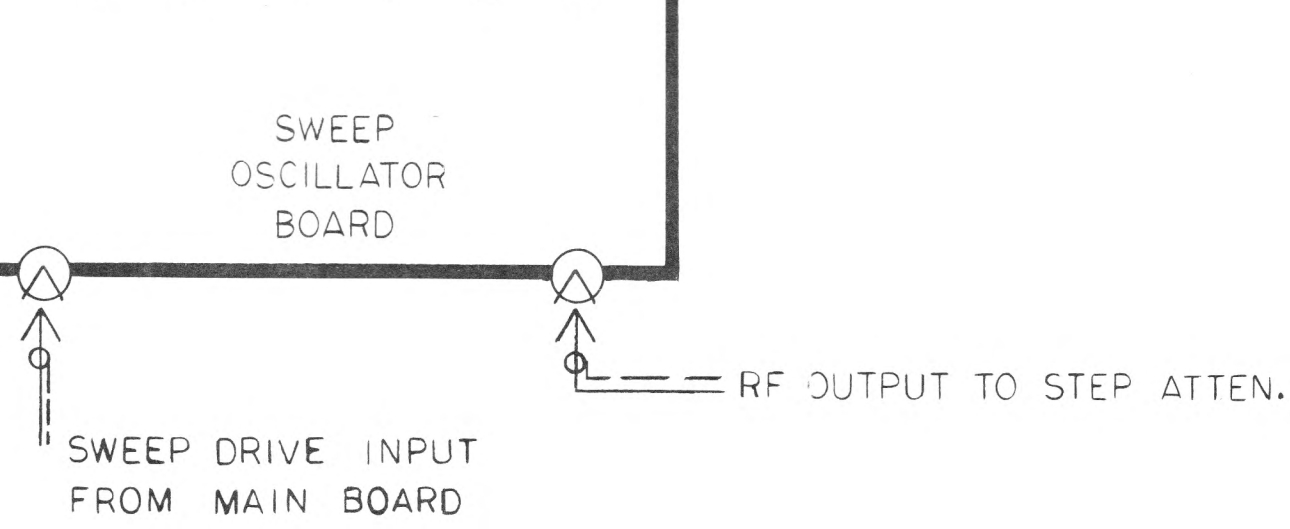 SWEEP
OSCILLATOR
BOARD
RF OUTPUT TO STEP ATTEN.
SWEEP DRIVE INPUT
FROM MAIN BOARD